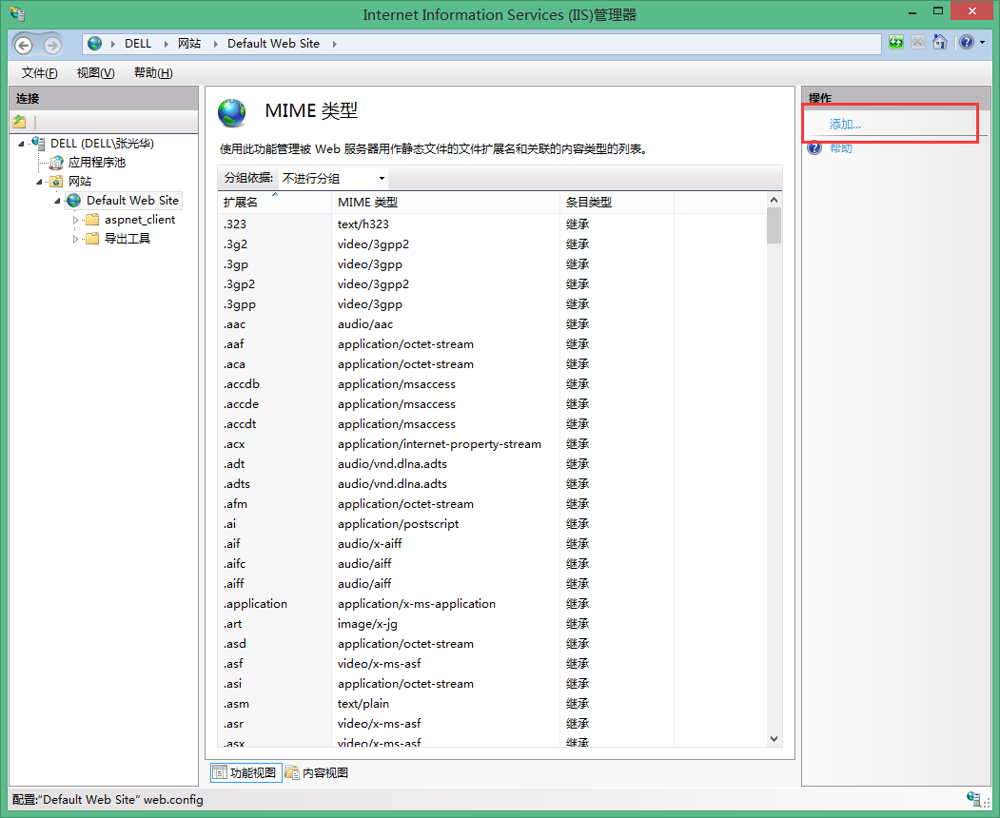 Internet Information Services (IIS)管理器
DELL 网站 Default Web Site
文件(F) 视图(V) 帮助(H)
连接
DELL (DELL\张光华)
应用程序池
网站
Default Web Site
aspnet_client
导出工具
MIME 类型
使用此功能管理被 Web 服务器用作静态文件的文件扩展名和关联的内容类型的列表。
分组依据: 不进行分组
扩展名 MIME 类型 条目类型
.323 text/h323 继承
.3g2 video/3gpp2 继承
.3gp video/3gpp 继承
.3gp2 video/3gpp2 继承
.3gpp video/3gpp 继承
.aac audio/aac 继承
.aaf application/octet-stream 继承
.aca application/octet-stream 继承
.accdb application/msaccess 继承
.accde application/msaccess 继承
.accdt application/msaccess 继承
.acx application/internet-property-stream 继承
.adt audio/vnd.dlna.adts 继承
.adts audio/vnd.dlna.adts 继承
.afm application/octet-stream 继承
.ai application/postscript 继承
.aif audio/x-aiff 继承
.aifc audio/aiff 继承
.aiff audio/aiff 继承
.application application/x-ms-application 继承
.art image/x-jg 继承
.asd application/octet-stream 继承
.asf video/x-ms-asf 继承
.asi application/octet-stream 继承
.asm text/plain 继承
.asr video/x-ms-asf 继承
.asx video/x-ms-asf 继承
功能视图 内容视图
操作
添加...
帮助
配置:“Default Web Site” web.config